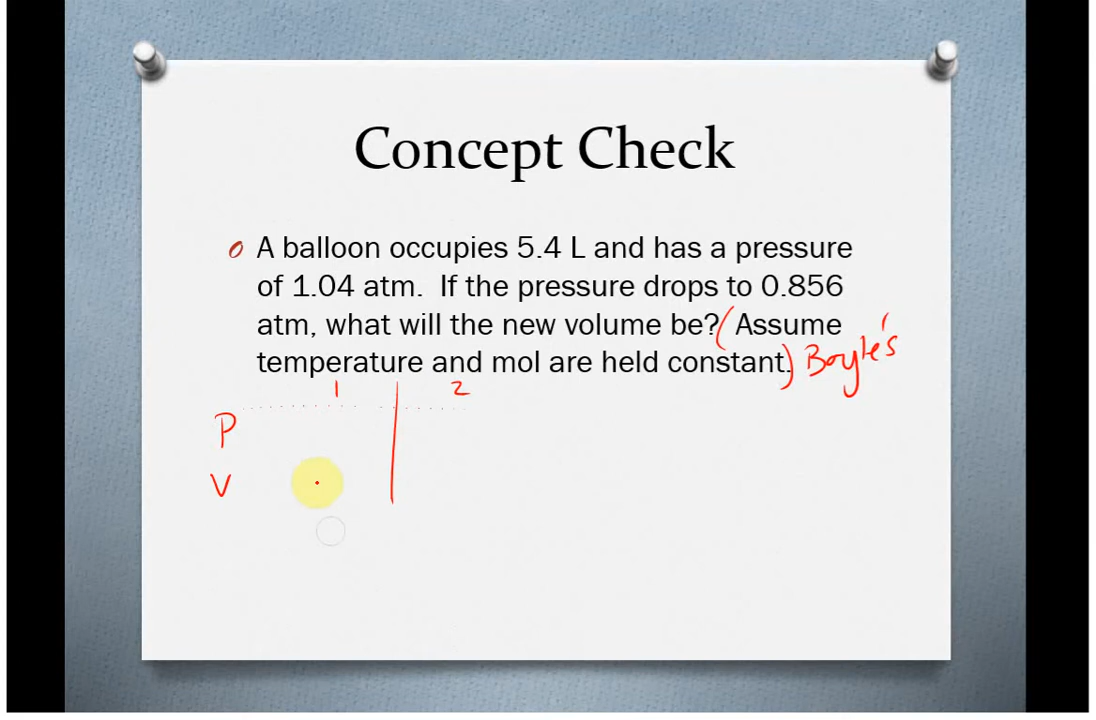 Concept Check
A balloon occupies 5.4 L and has a pressure
of 1.04 atm. If the pressure drops to 0.856
atm, what will the new volume be? (Assume
temperature and mol are held constant.) Boyle's
1 2
P
V